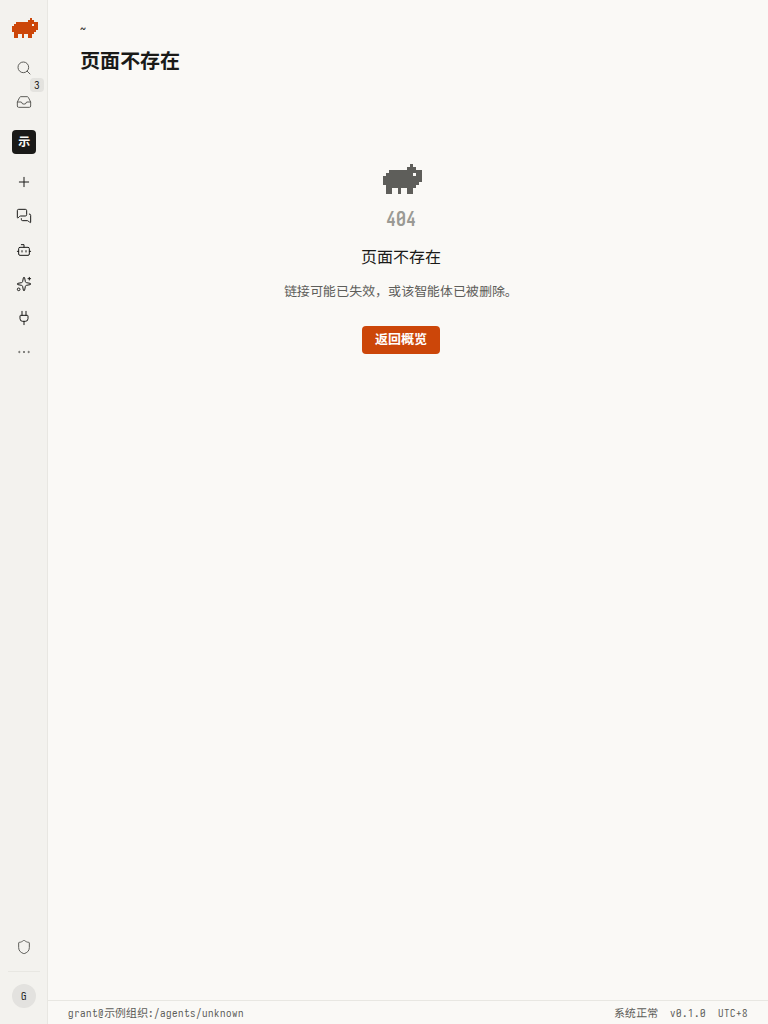 ~
页面不存在
3
示
404
页面不存在
链接可能已失效，或该智能体已被删除。
返回概览
G
grant@示例组织:/agents/unknown
系统正常 v0.1.0 UTC+8